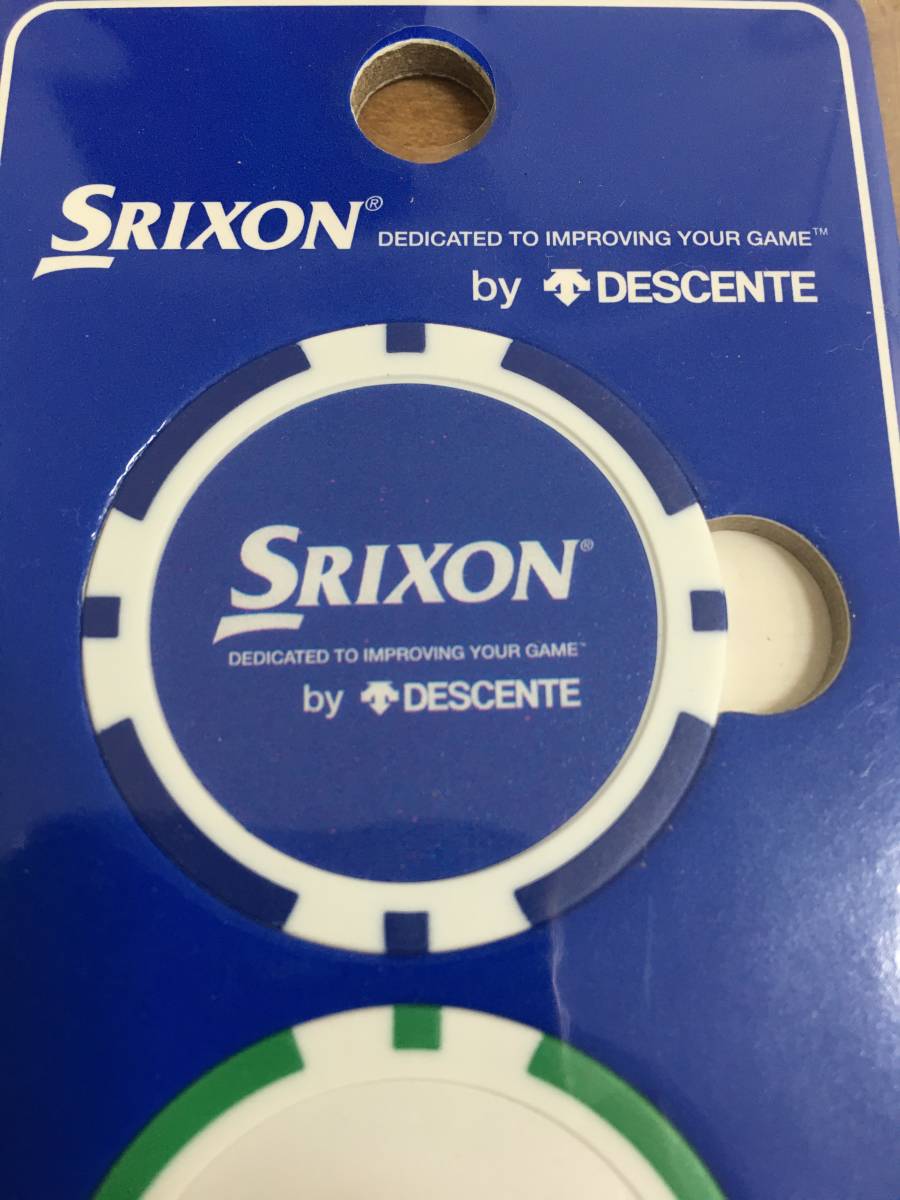 SRIXON® DEDICATED TO IMPROVING YOUR GAME™
by DESCENTE
SRIXON®
DEDICATED TO IMPROVING YOUR GAME™
by DESCENTE